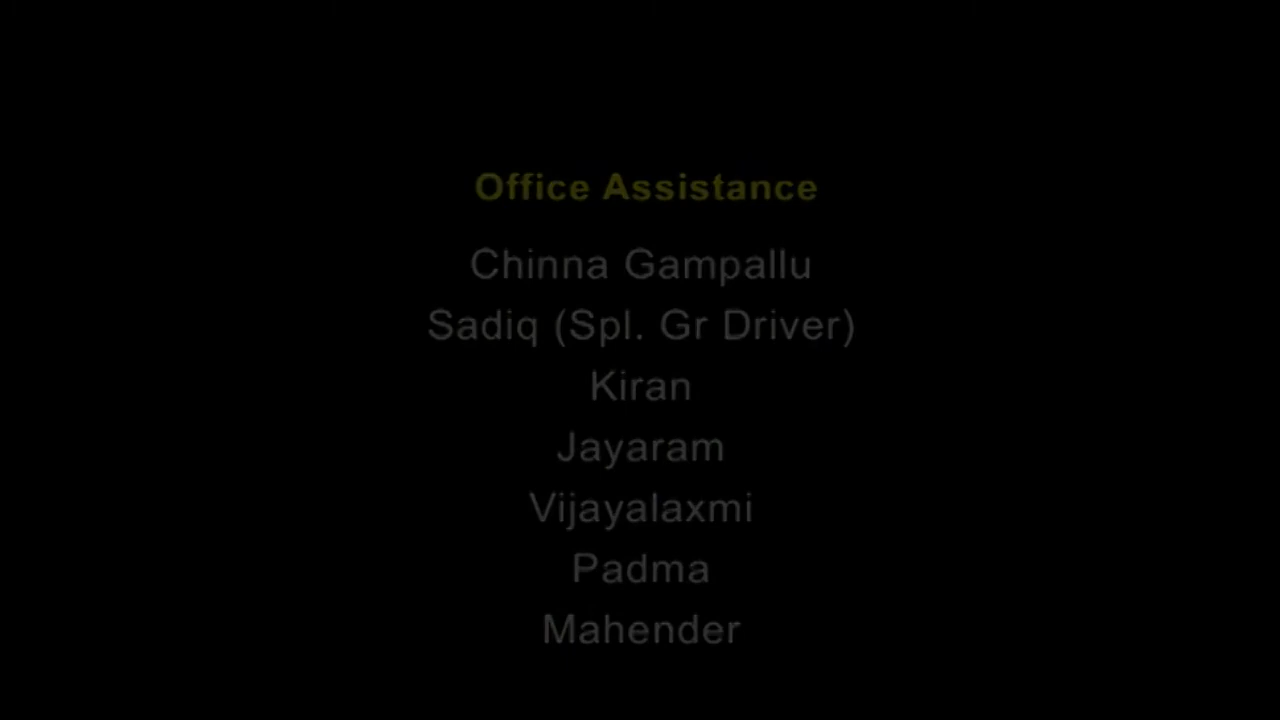 Office Assistance
Chinna Gampallu
Sadiq (Spl. Gr Driver)
Kiran
Jayaram
Vijayalaxmi
Padma
Mahender